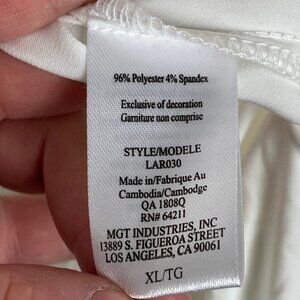 96% Polyester 4% Spandex
Exclusive of decoration
Garniture non comprise
STYLE/MODELE
LAR030
Made in/Fabrique Au
Cambodia/Cambodge
QA 1808Q
RN# 64211
MGT INDUSTRIES, INC
13889 S. FIGUEROA STREET
LOS ANGELES, CA 90061
XL/TG